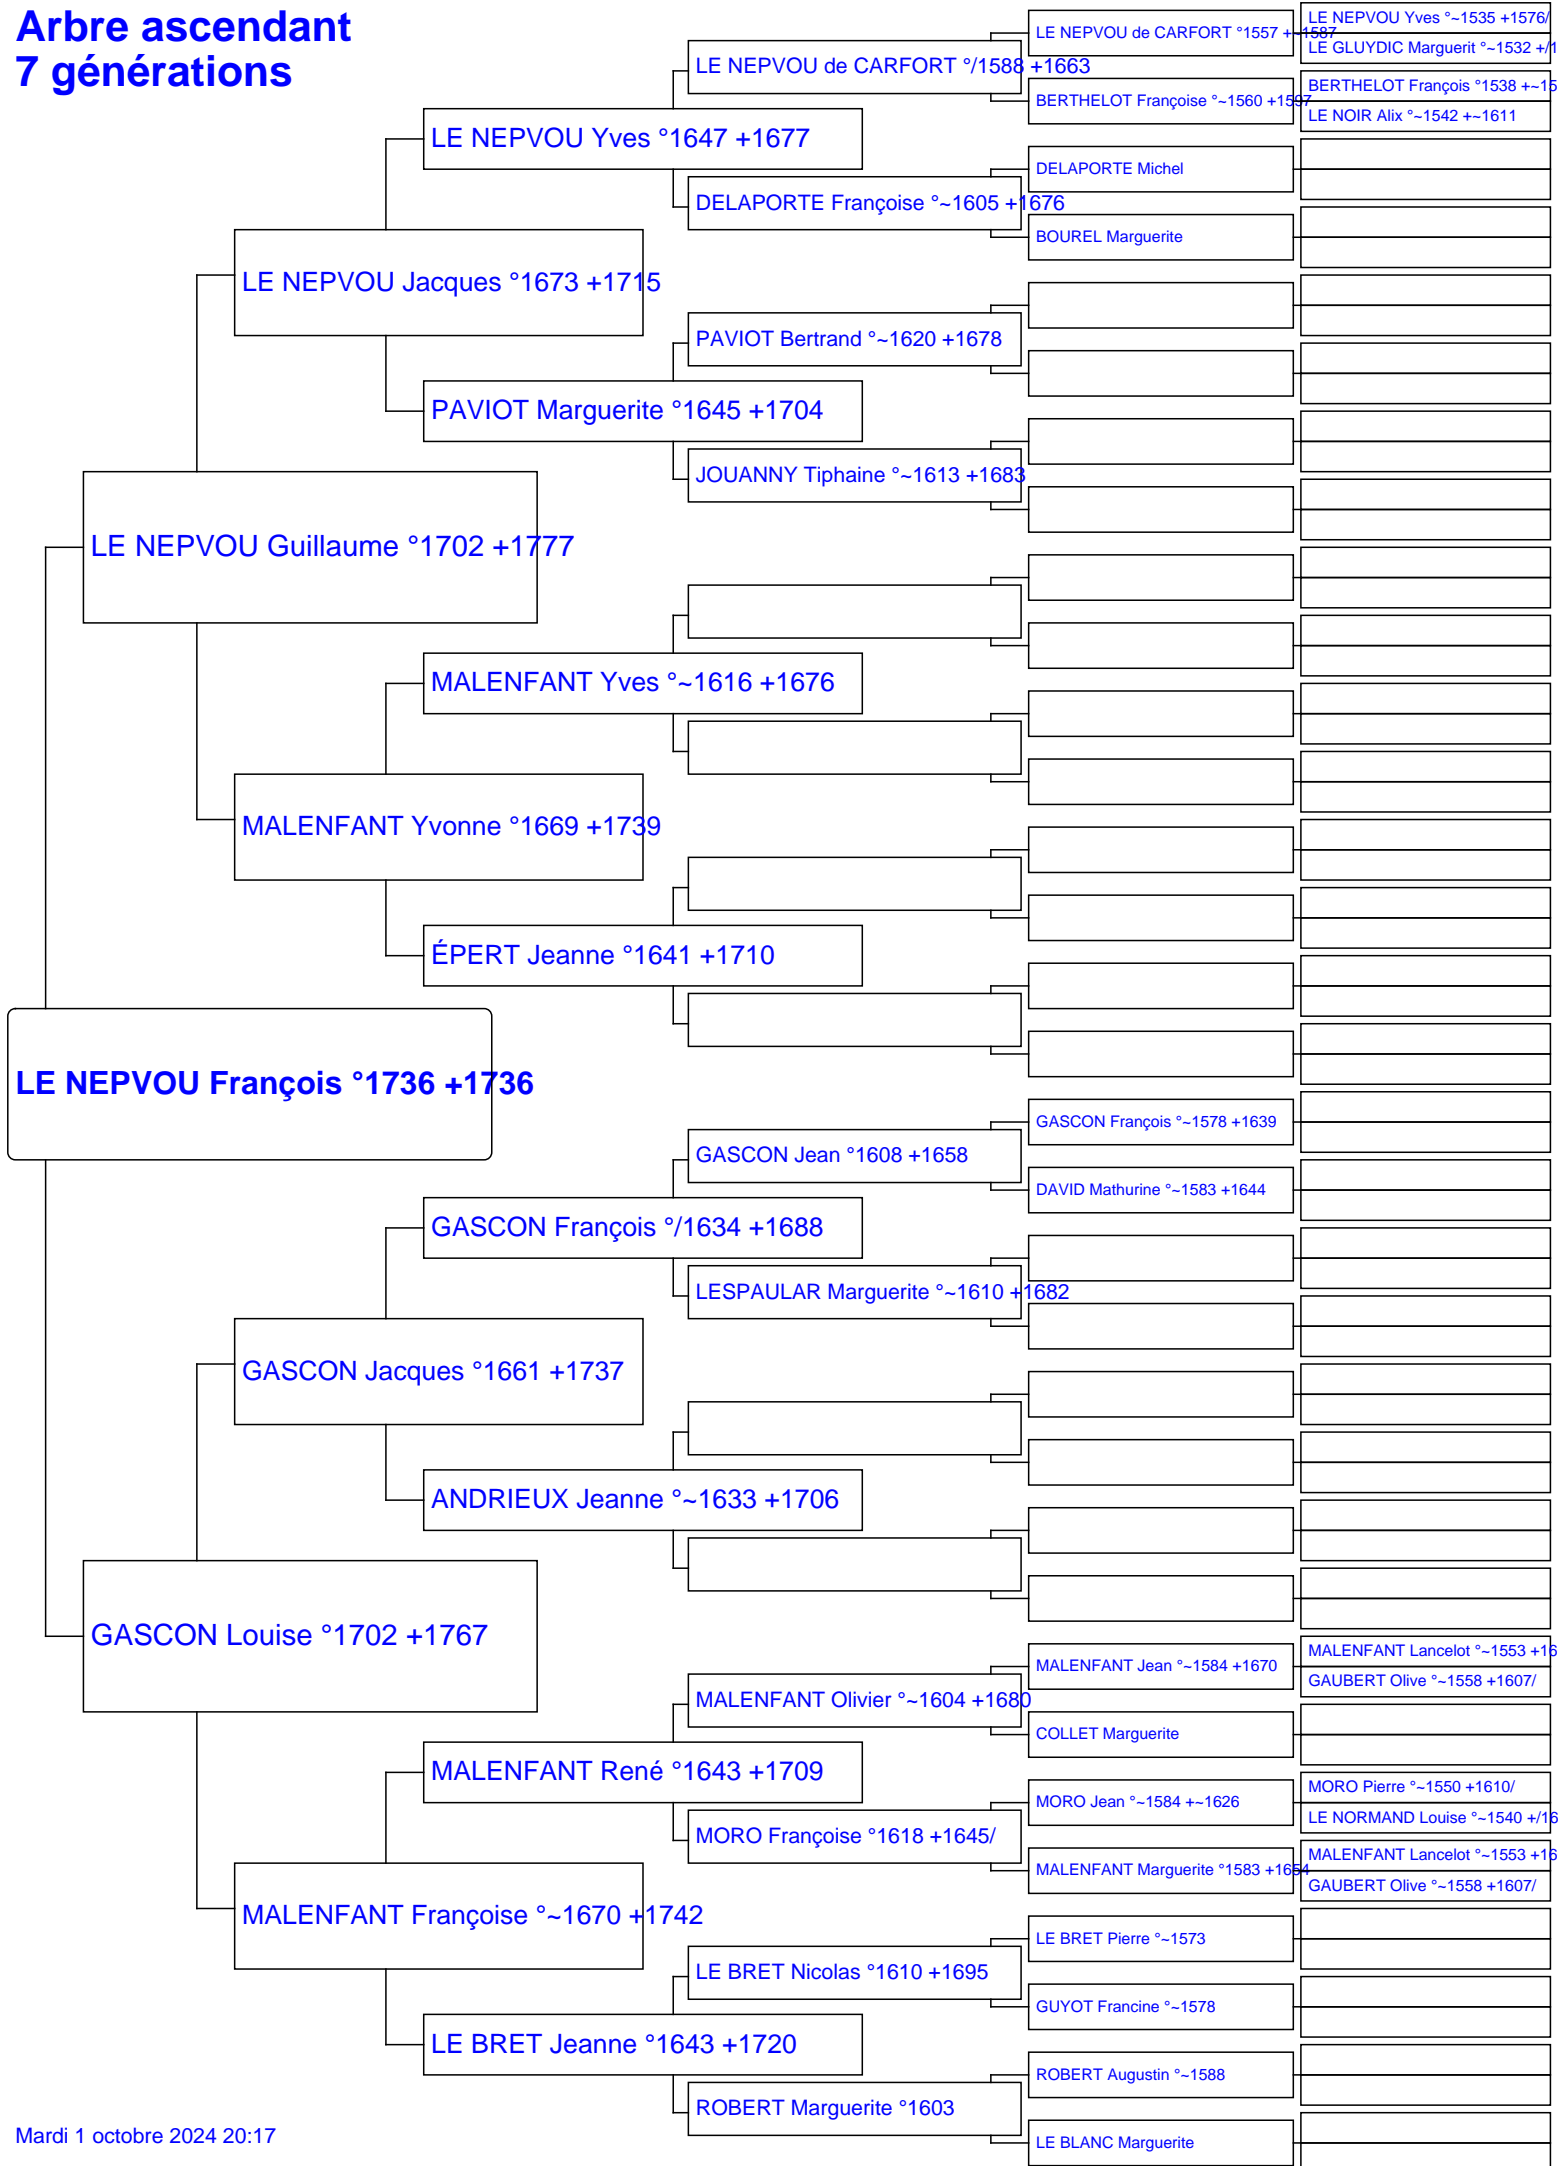 Arbre ascendant
7 générations
LE NEPVOU François °1736 +1736
LE NEPVOU Guillaume °1702 +1777
GASCON Louise °1702 +1767
LE NEPVOU Jacques °1673 +1715
MALENFANT Yvonne °1669 +1739
GASCON Jacques °1661 +1737
MALENFANT Françoise °~1670 +1742
LE NEPVOU Yves °1647 +1677
PAVIOT Marguerite °1645 +1704
MALENFANT Yves °~1616 +1676
ÉPERT Jeanne °1641 +1710
GASCON François °/1634 +1688
ANDRIEUX Jeanne °~1633 +1706
MALENFANT René °1643 +1709
LE BRET Jeanne °1643 +1720
LE NEPVOU de CARFORT °/1588 +1663
DELAPORTE Françoise °~1605 +1676
PAVIOT Bertrand °~1620 +1678
JOUANNY Tiphaine °~1613 +1683
GASCON Jean °1608 +1658
LESPAULAR Marguerite °~1610 +1682
MALENFANT Olivier °~1604 +1680
MORO Françoise °1618 +1645/
LE BRET Nicolas °1610 +1695
ROBERT Marguerite °1603
LE NEPVOU de CARFORT °1557 +~1587
BERTHELOT Françoise °~1560 +1597
DELAPORTE Michel
BOUREL Marguerite
GASCON François °~1578 +1639
DAVID Mathurine °~1583 +1644
MALENFANT Jean °~1584 +1670
COLLET Marguerite
MORO Jean °~1584 +~1626
MALENFANT Marguerite °1583 +1654
LE BRET Pierre °~1573
GUYOT Francine °~1578
ROBERT Augustin °~1588
LE BLANC Marguerite
LE NEPVOU Yves °~1535 +1576/
LE GLUYDIC Marguerit °~1532 +/1
BERTHELOT François °1538 +~15
LE NOIR Alix °~1542 +~1611
MALENFANT Lancelot °~1553 +16
GAUBERT Olive °~1558 +1607/
MORO Pierre °~1550 +1610/
LE NORMAND Louise °~1540 +/16
MALENFANT Lancelot °~1553 +16
GAUBERT Olive °~1558 +1607/
Mardi 1 octobre 2024 20:17